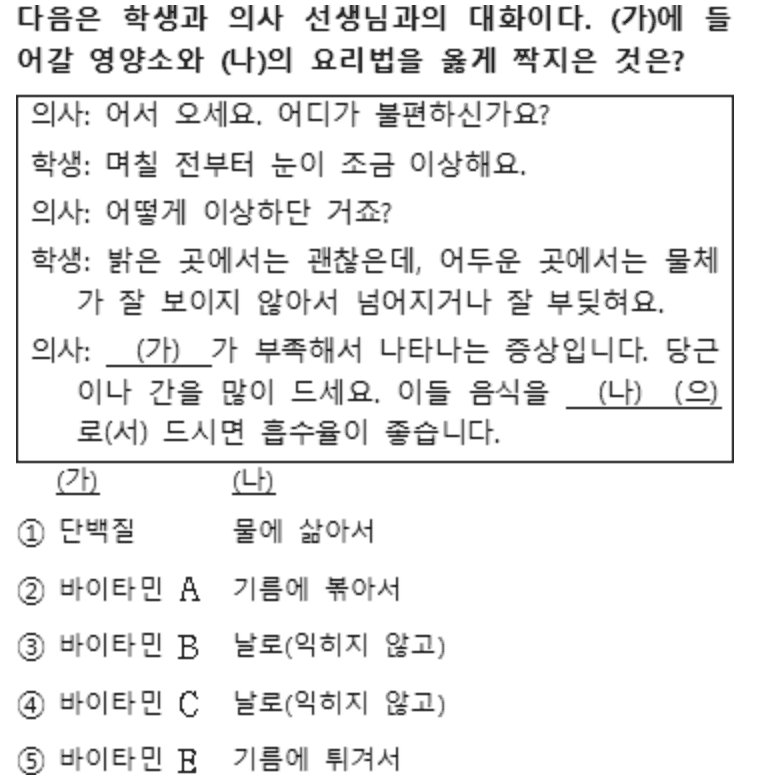 다음은 학생과 의사 선생님과의 대화이다. (가)에 들
어갈 영양소와 (나)의 요리법을 옳게 짝지은 것은?
의사: 어서 오세요. 어디가 불편하신가요?
학생: 며칠 전부터 눈이 조금 이상해요.
의사: 어떻게 이상하단 거죠?
학생: 밝은 곳에서는 괜찮은데, 어두운 곳에서는 물체
가 잘 보이지 않아서 넘어지거나 잘 부딪혀요.
의사: (가) 가 부족해서 나타나는 증상입니다. 당근
이나 간을 많이 드세요. 이들 음식을 (나) (으)
로(서) 드시면 흡수율이 좋습니다.
(가) (나)
① 단백질 물에 삶아서
② 바이타민 A 기름에 볶아서
③ 바이타민 B 날로(익히지 않고)
④ 바이타민 C 날로(익히지 않고)
⑤ 바이타민 E 기름에 튀겨서